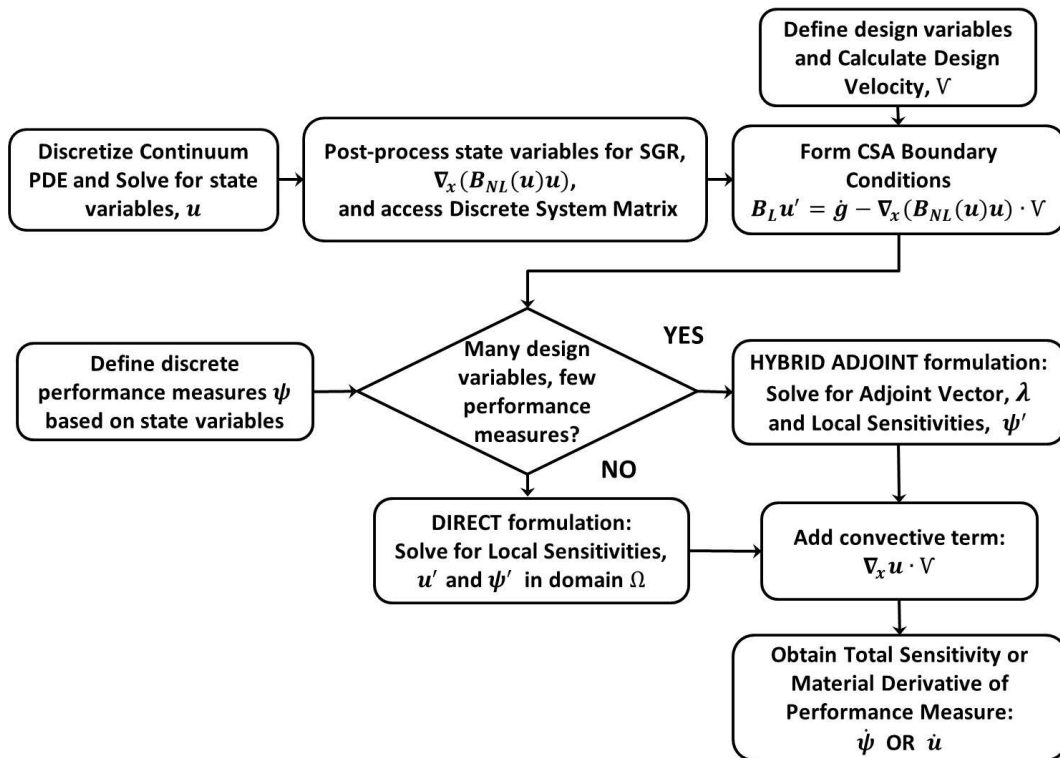 Define design variables
and Calculate Design
Velocity, V
Discretize Continuum
PDE and Solve for state
variables, u
Post-process state variables for SGR,
∇ₓ(B_NL(u)u),
and access Discrete System Matrix
Form CSA Boundary
Conditions
B_L u′ = ġ − ∇ₓ(B_NL(u)u) · V
Define discrete
performance measures ψ
based on state variables
Many design
variables, few
performance
measures?
YES
NO
HYBRID ADJOINT formulation:
Solve for Adjoint Vector, λ
and Local Sensitivities, ψ′
DIRECT formulation:
Solve for Local Sensitivities,
u′ and ψ′ in domain Ω
Add convective term:
∇ₓu · V
Obtain Total Sensitivity or
Material Derivative of
Performance Measure:
ψ̇ OR u̇